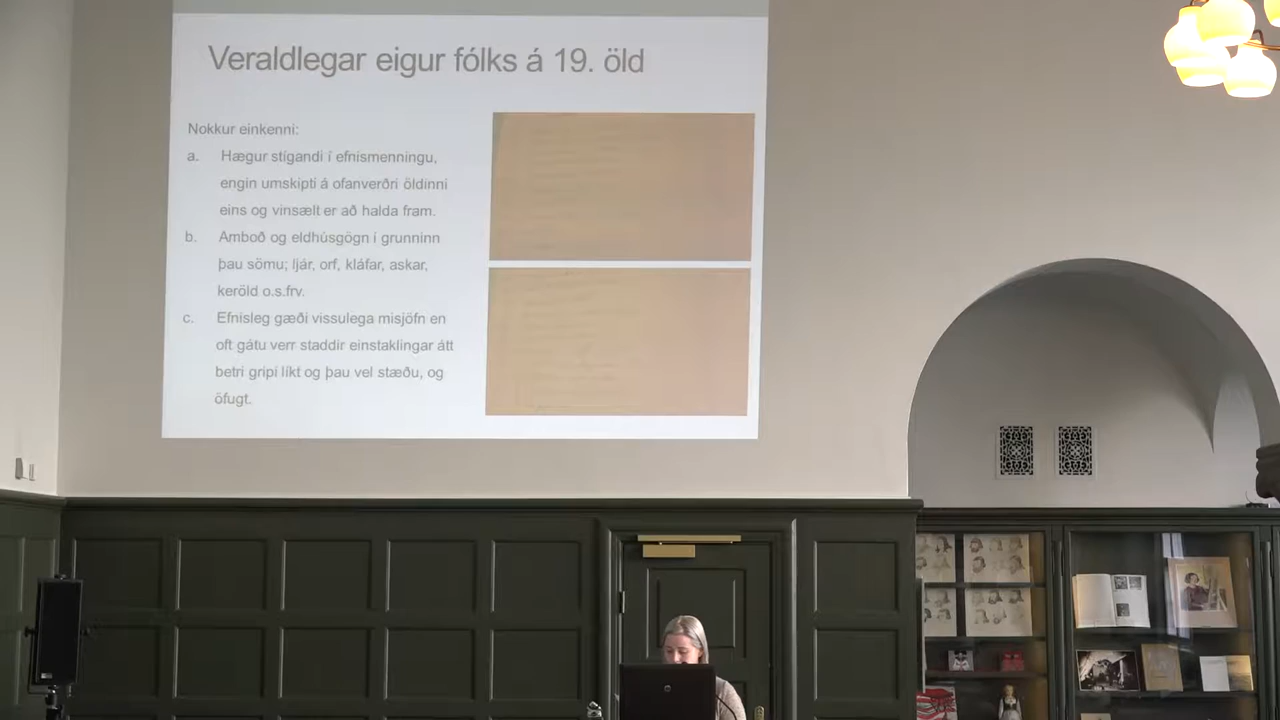 Veraldlegar eigur fólks á 19. öld
Nokkur einkenni:
a. Hægur stígandi í efnismenningu,
engin umskipti á ofanverðri öldinni
eins og vinsælt er að halda fram.
b. Amboð og eldhúsgögn í grunninn
þau sömu; ljár, orf, kláfar, askar,
keröld o.s.frv.
c. Efnisleg gæði vissulega misjöfn en
oft gátu verr staddir einstaklingar átt
betri gripi líkt og þau vel stæðu, og
öfugt.